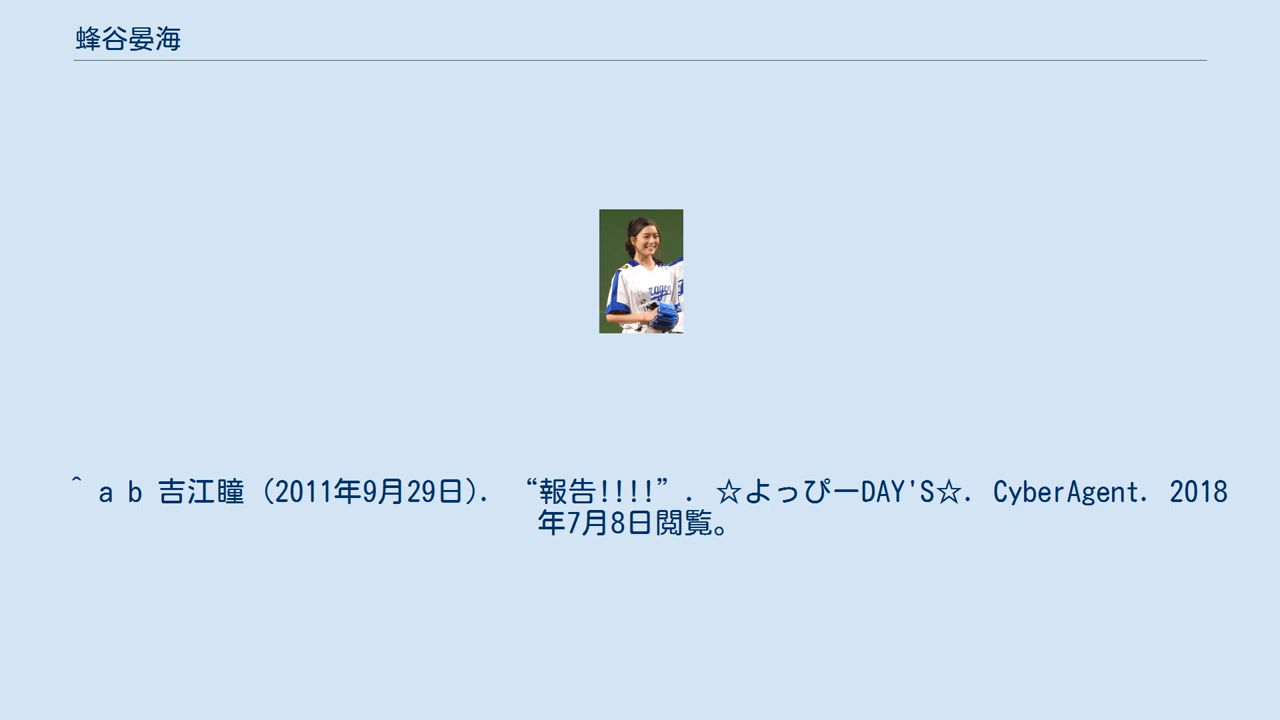 蜂谷晏海
^ a b 吉江瞳 (2011年9月29日). “報告!!!!”. ☆よっぴーDAY'S☆. CyberAgent. 2018
年7月8日閲覧。